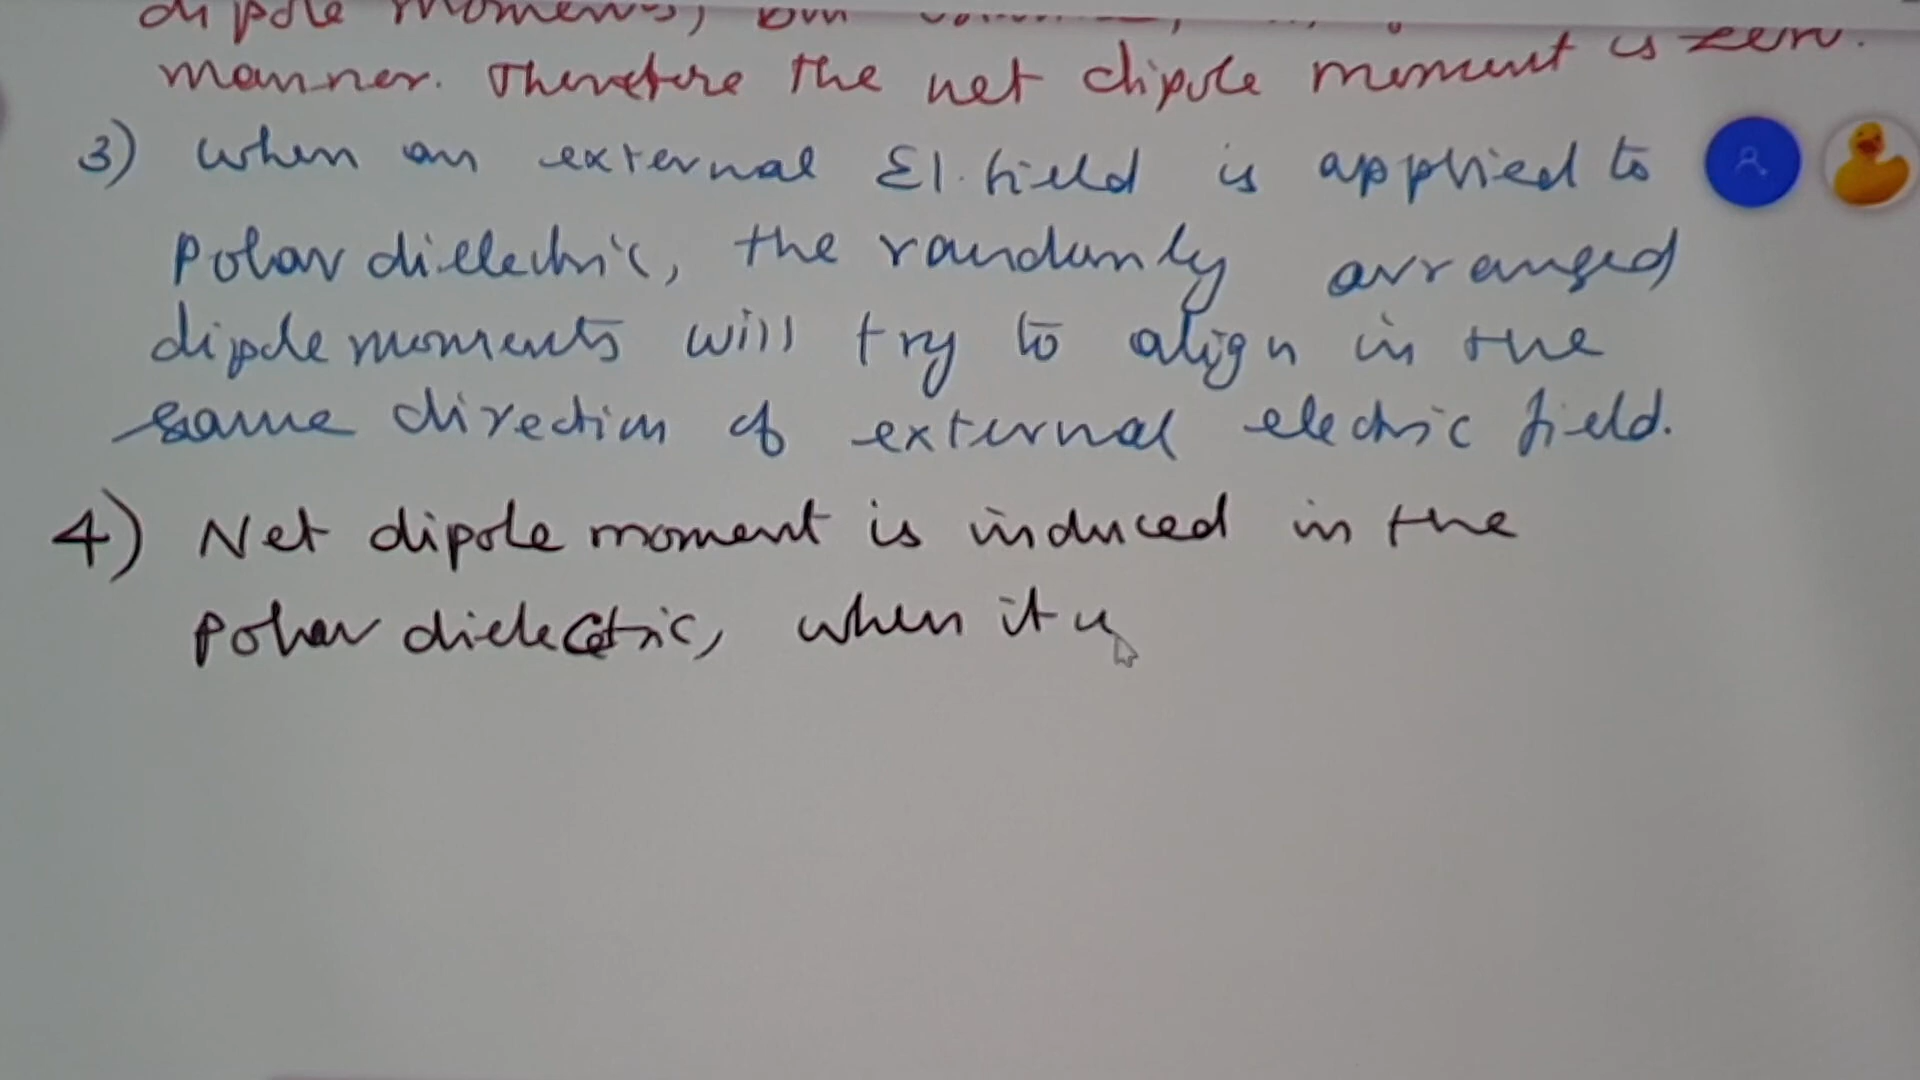 dipole moments,
manner. Therefore the net dipole moment is zero.
3) when an external El. field is applied to
polar dielectric, the randomly arranged
dipole moments will try to align in the
same direction of external electric field.
4) Net dipole moment is induced in the
polar dielectric, when it